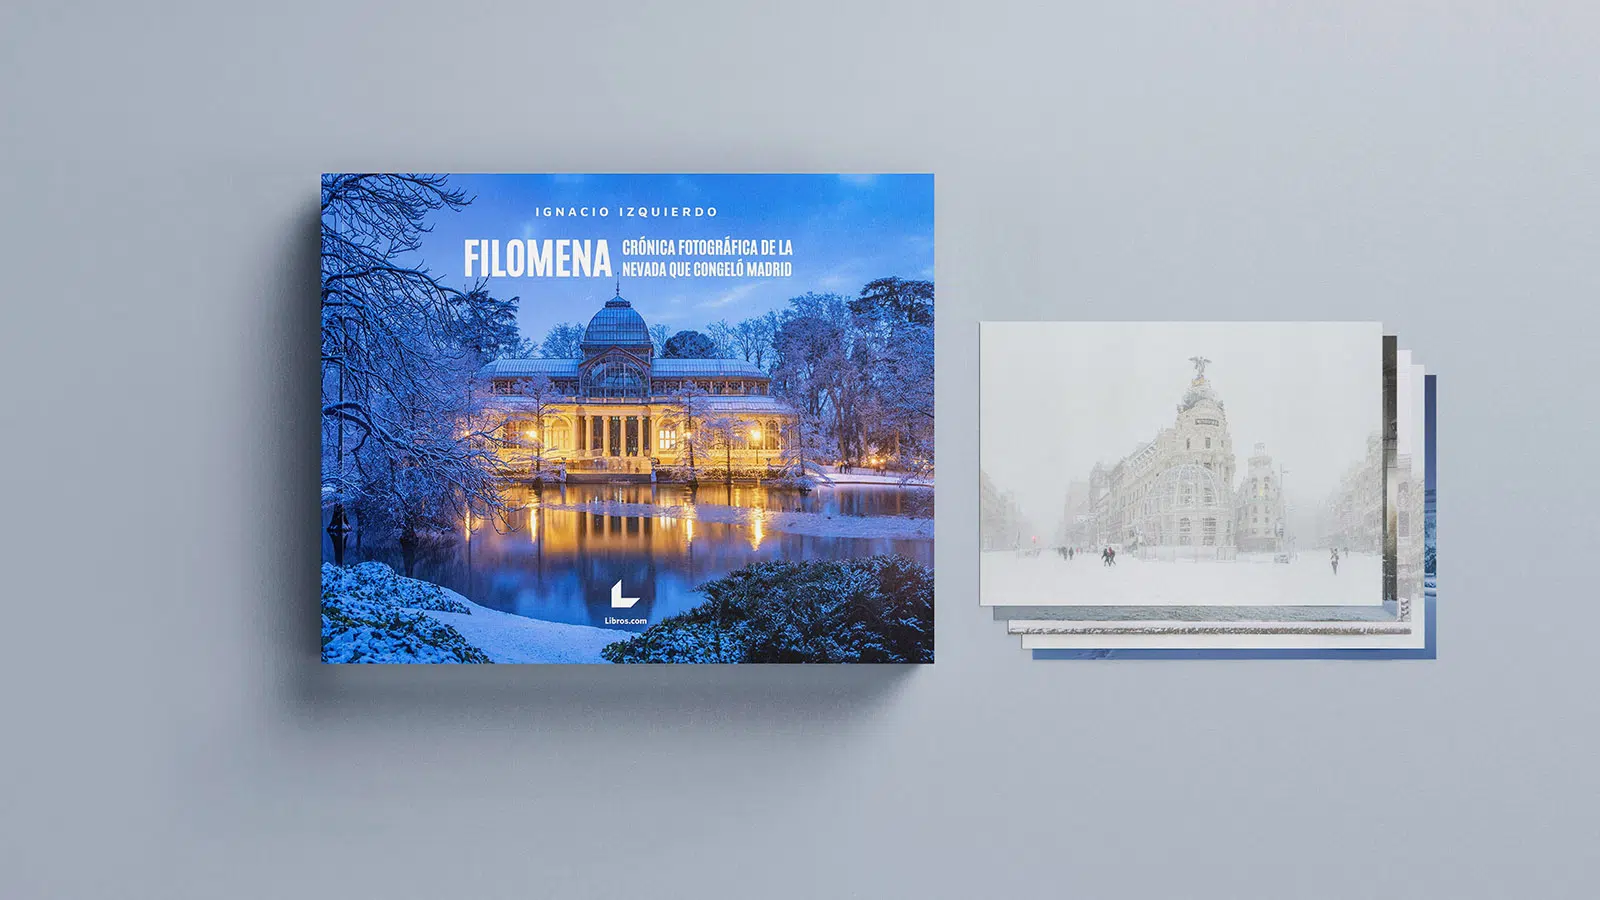 IGNACIO IZQUIERDO
FILOMENA
CRÓNICA FOTOGRÁFICA DE LA
NEVADA QUE CONGELÓ MADRID
Libros.com